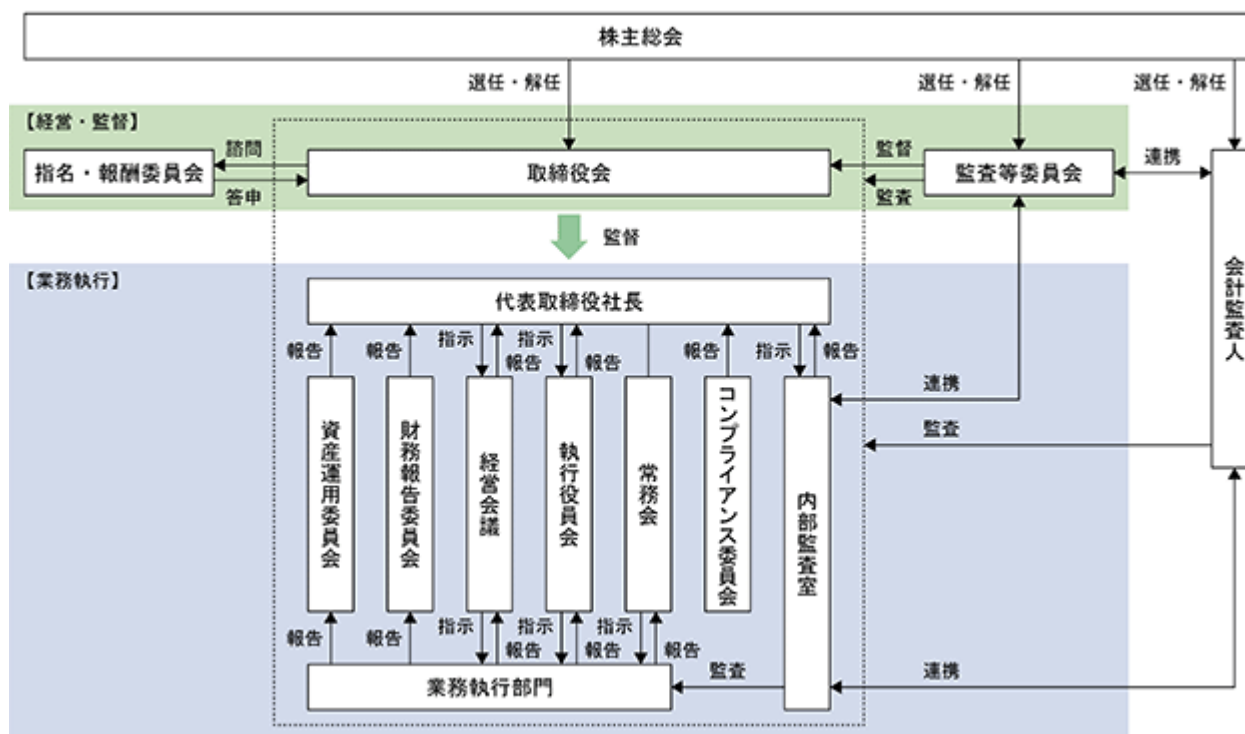 株主総会
選任・解任
選任・解任
選任・解任
【経営・監督】
指名・報酬委員会
諮問
答申
取締役会
監督
監査
監査等委員会
連携
会計監査人
監督
【業務執行】
代表取締役社長
報告
報告
指示
報告
指示
報告
報告
指示
報告
資産運用委員会
財務報告委員会
経営会議
執行役員会
常務会
コンプライアンス委員会
内部監査室
連携
監査
報告
報告
指示
報告
指示
報告
指示
報告
業務執行部門
監査
連携